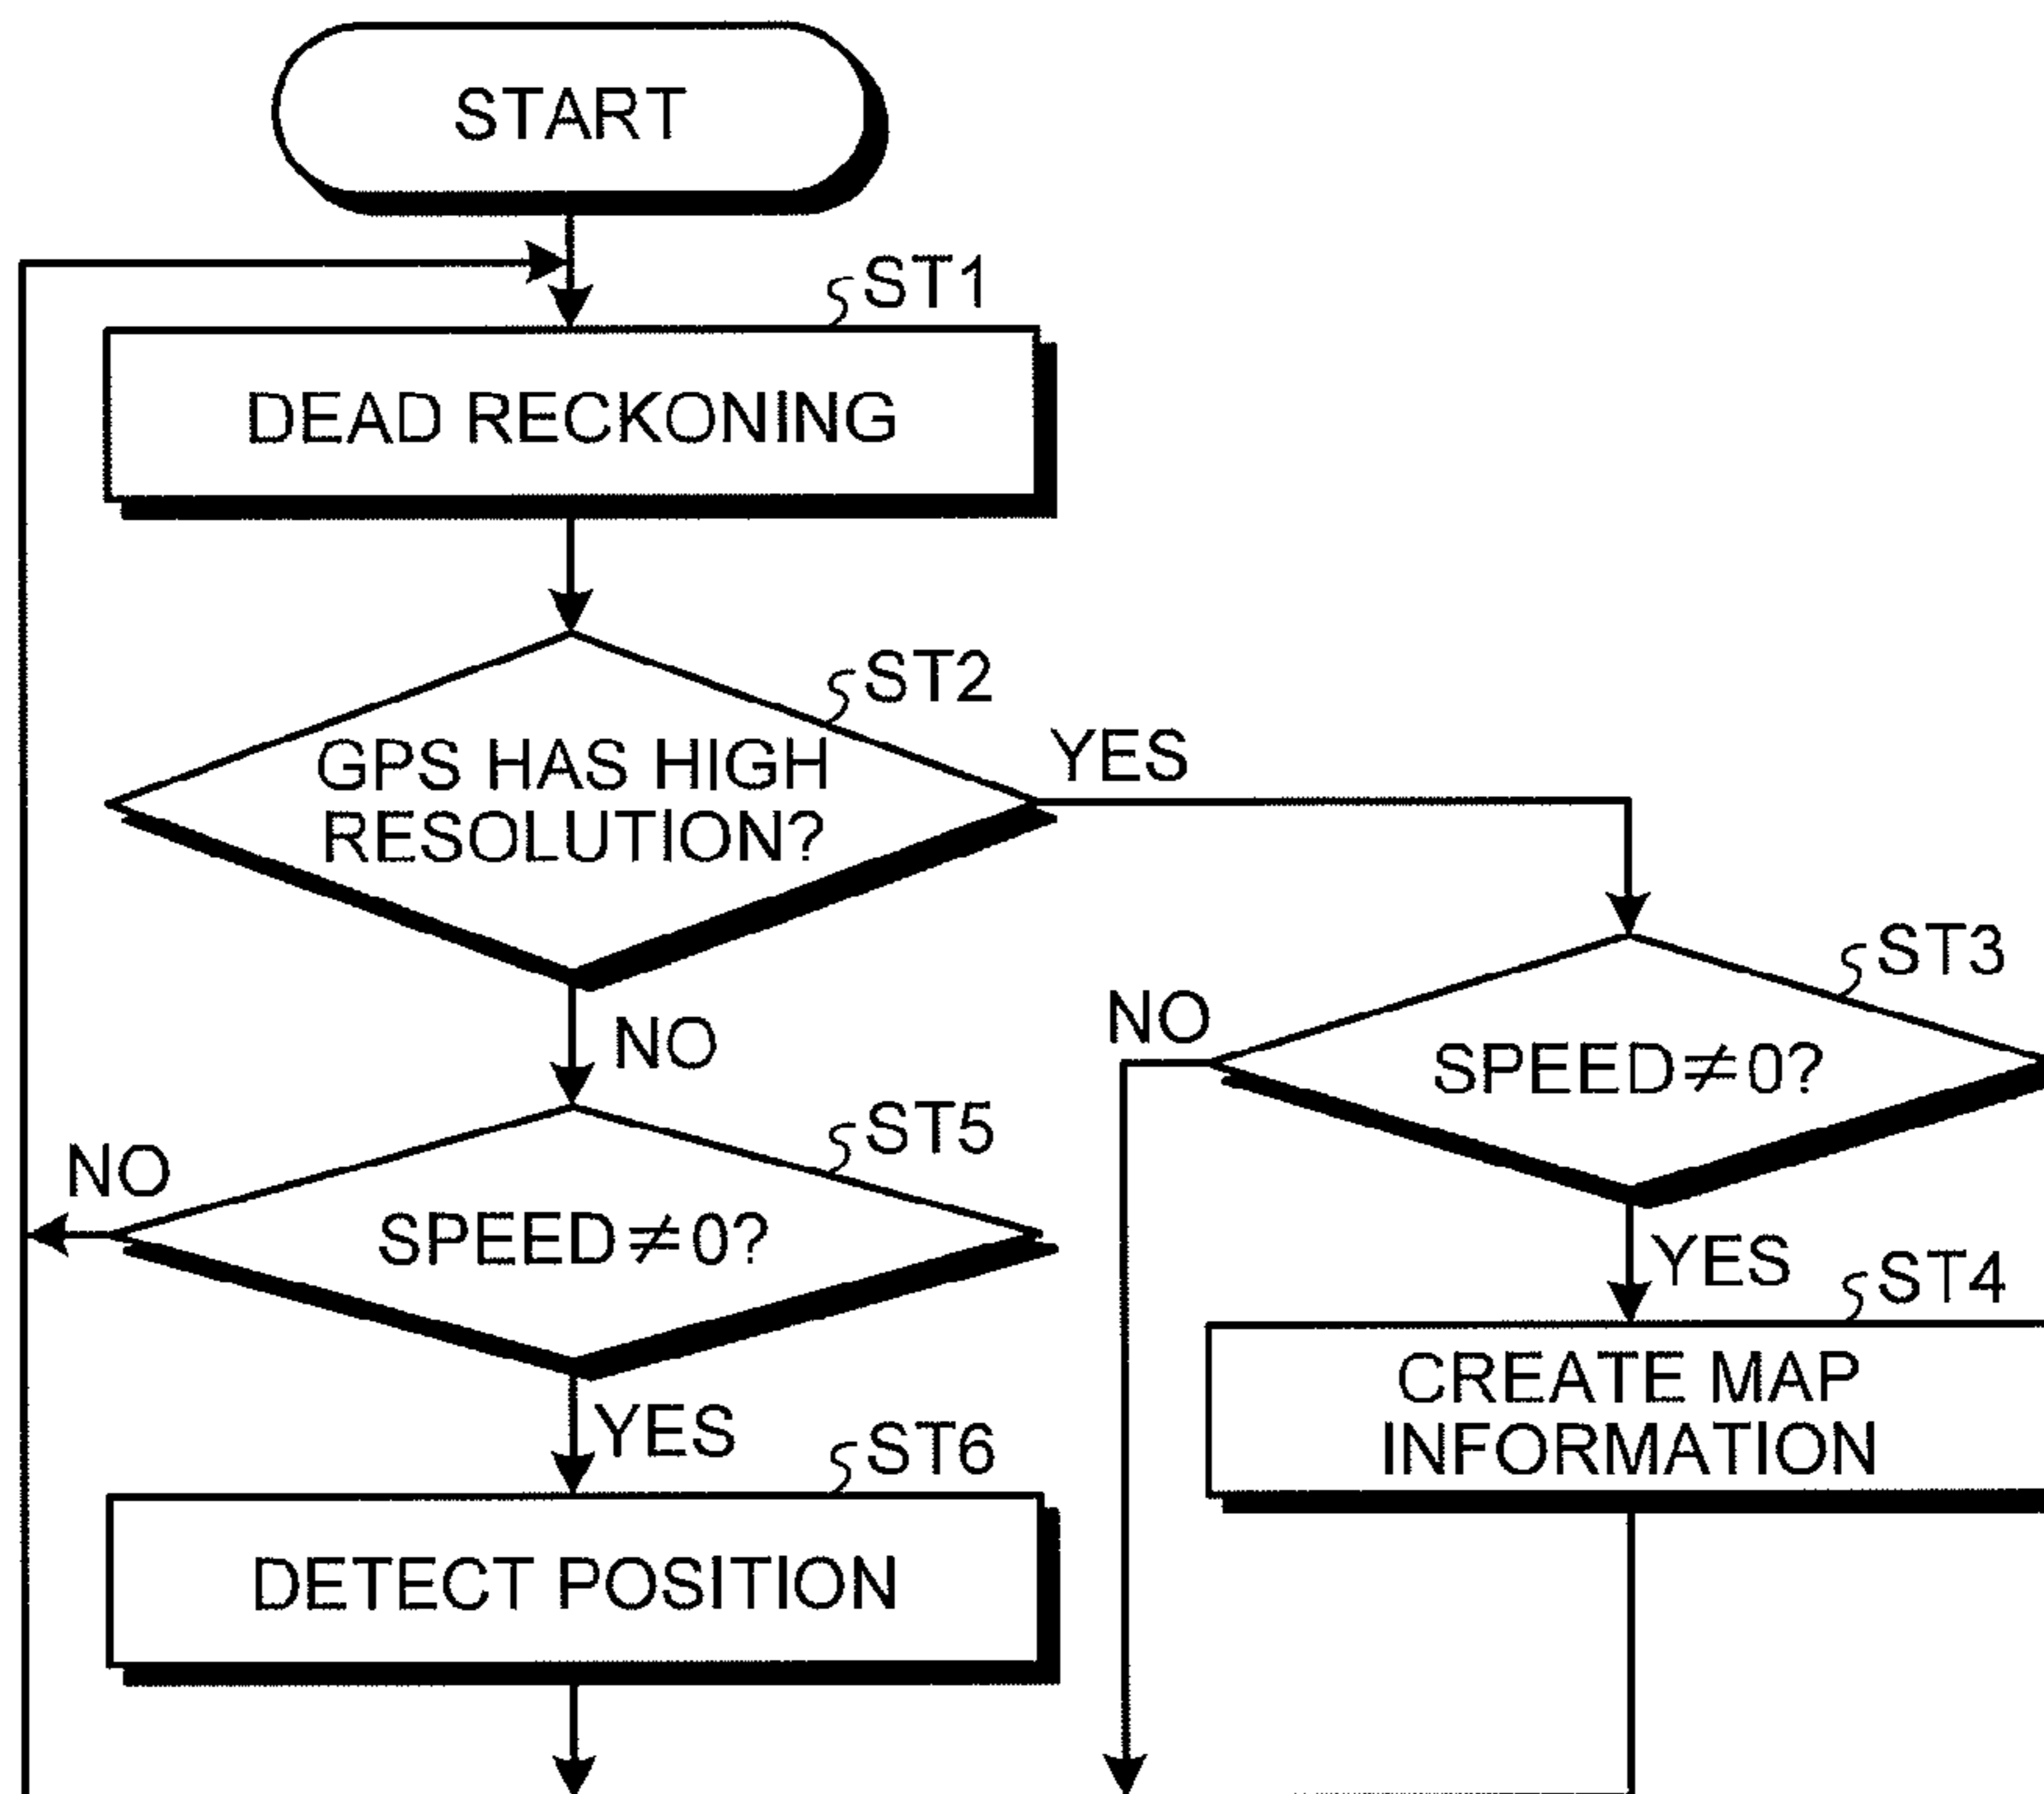 START
ST1
DEAD RECKONING
ST2
GPS HAS HIGH
RESOLUTION?
YES
NO
ST3
NO
SPEED≠0?
YES
ST5
NO
SPEED≠0?
YES
ST4
CREATE MAP
INFORMATION
ST6
DETECT POSITION